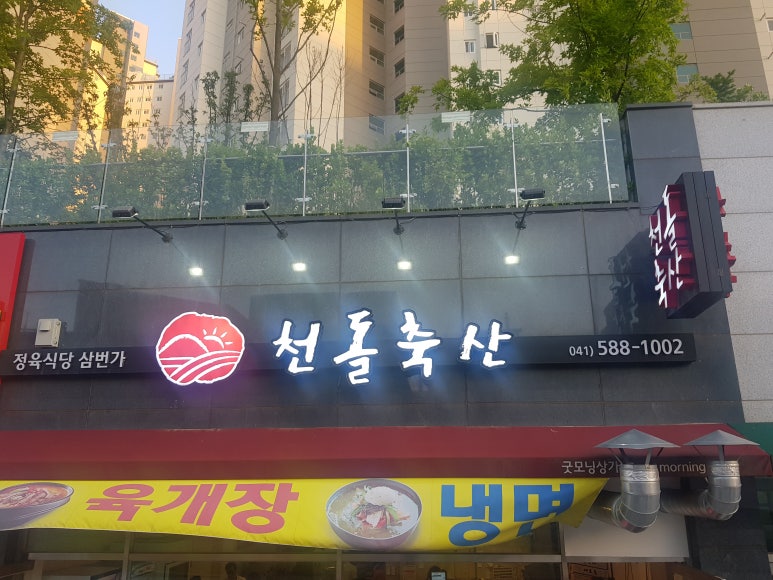 천돌
축산
정육식당 삼번가
천돌축산
041) 588-1002
굿모닝상가
morning
육개장
냉면